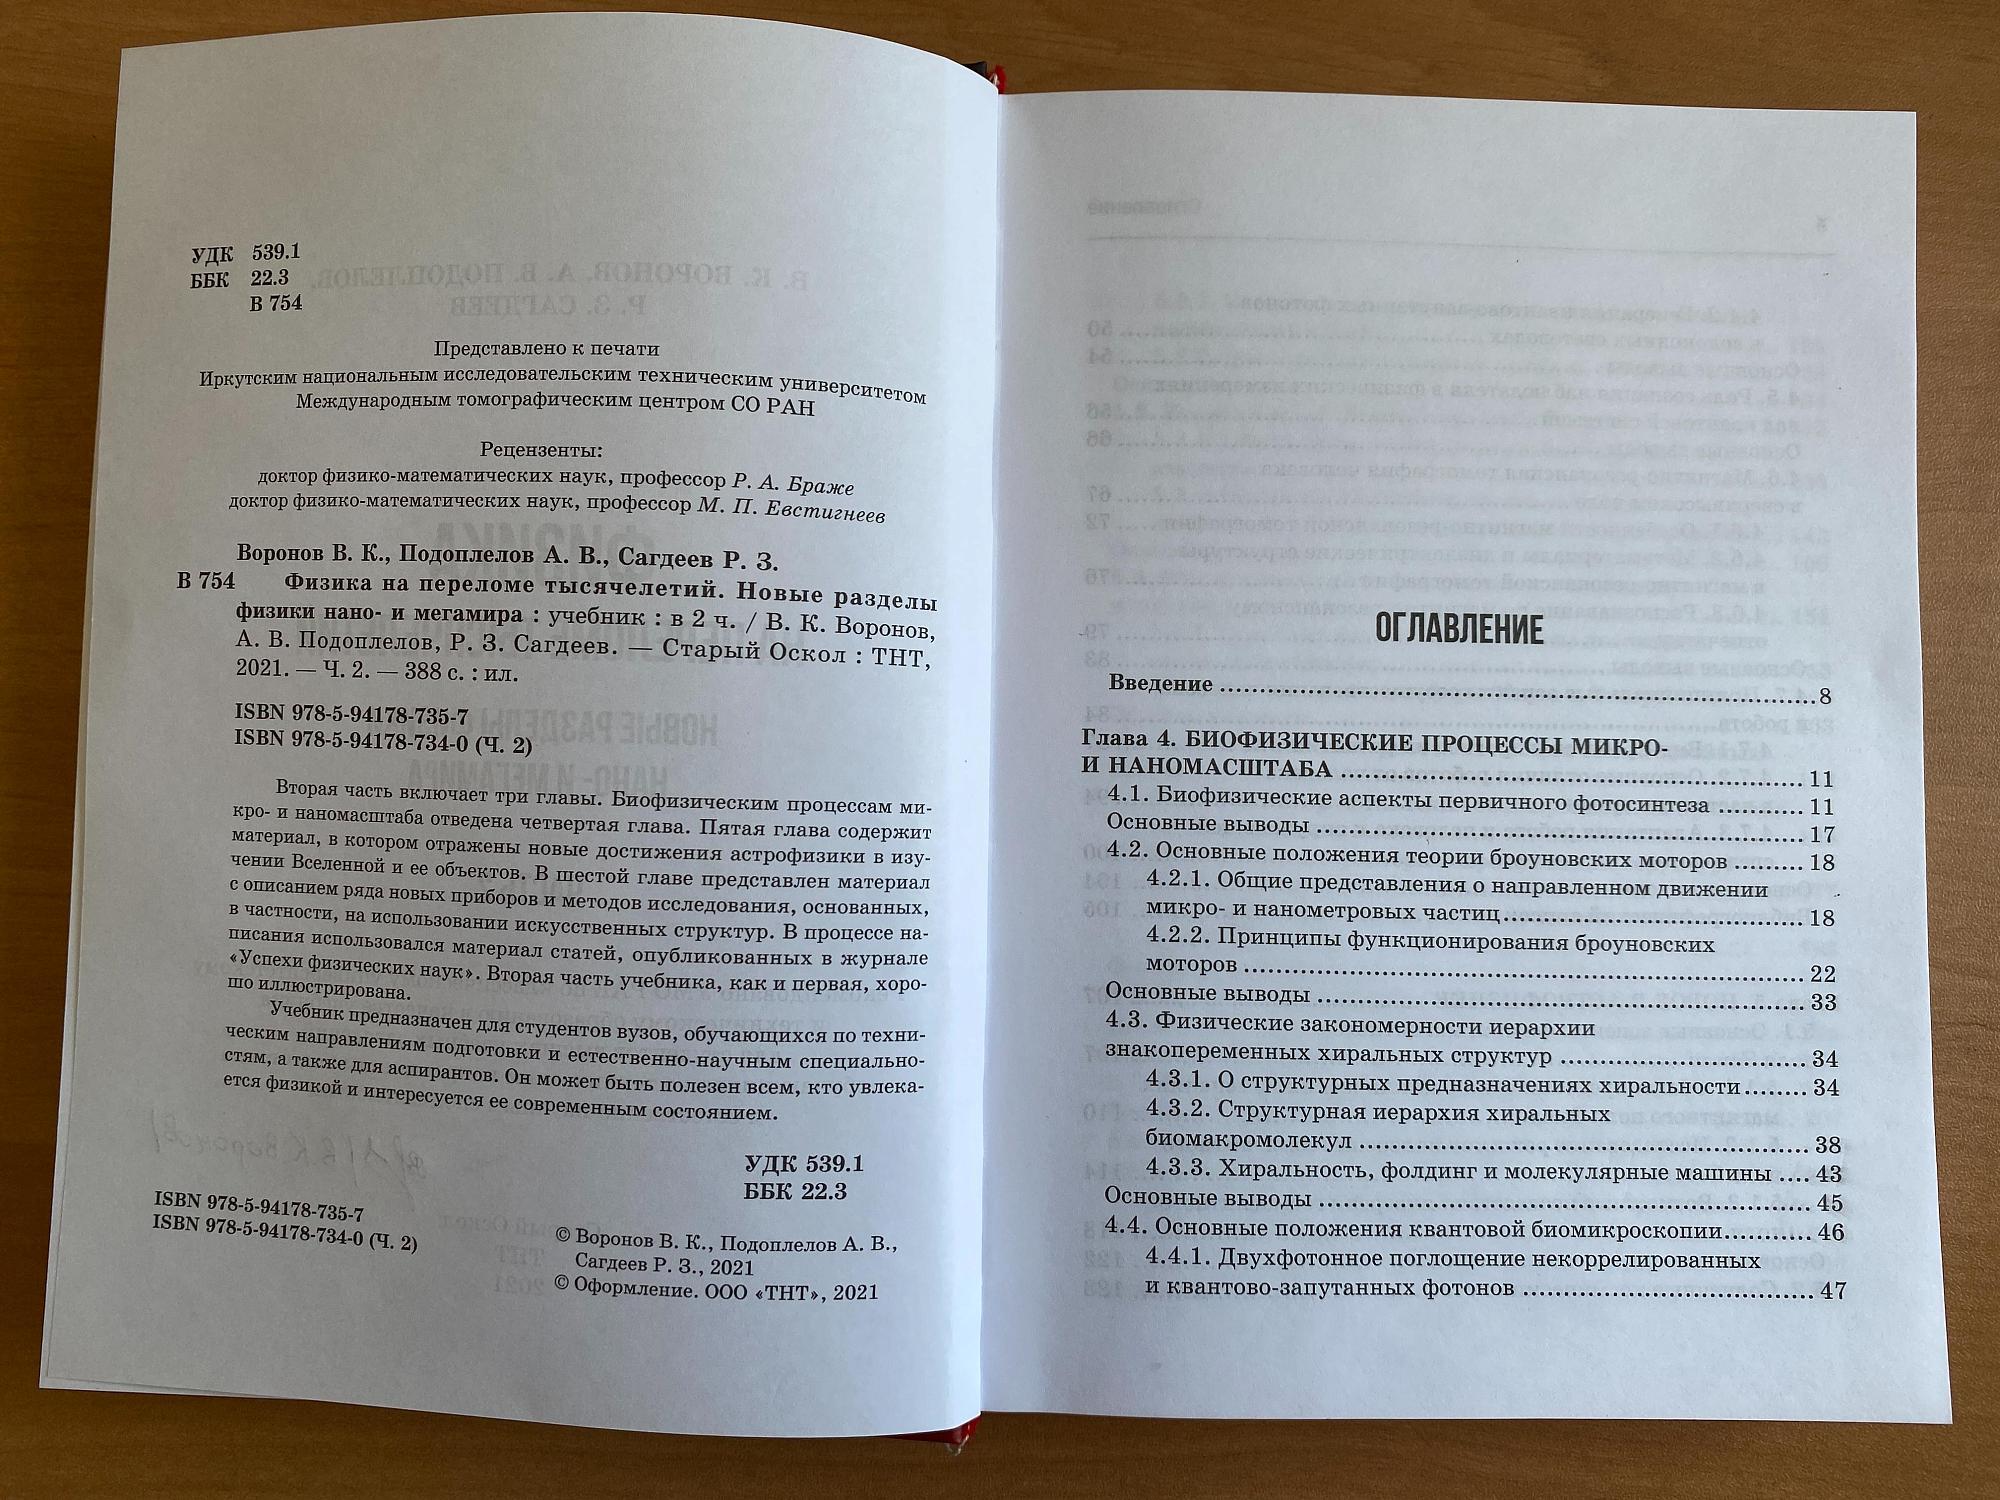 УДК 539.1
ББК 22.3
В 754
Представлено к печати
Иркутским национальным исследовательским техническим университетом
Международным томографическим центром СО РАН
Рецензенты:
доктор физико-математических наук, профессор Р. А. Браже
доктор физико-математических наук, профессор М. П. Евстигнеев
Воронов В. К., Подоплелов А. В., Сагдеев Р. З.
В 754 Физика на переломе тысячелетий. Новые разделы
физики нано- и мегамира : учебник : в 2 ч. / В. К. Воронов,
А. В. Подоплелов, Р. З. Сагдеев. — Старый Оскол : ТНТ,
2021. — Ч. 2. — 388 с. : ил.
ISBN 978-5-94178-735-7
ISBN 978-5-94178-734-0 (Ч. 2)
Вторая часть включает три главы. Биофизическим процессам ми-
кро- и наномасштаба отведена четвертая глава. Пятая глава содержит
материал, в котором отражены новые достижения астрофизики в изу-
чении Вселенной и ее объектов. В шестой главе представлен материал
с описанием ряда новых приборов и методов исследования, основанных,
в частности, на использовании искусственных структур. В процессе на-
писания использовался материал статей, опубликованных в журнале
«Успехи физических наук». Вторая часть учебника, как и первая, хоро-
шо иллюстрирована.
Учебник предназначен для студентов вузов, обучающихся по техни-
ческим направлениям подготовки и естественно-научным специально-
стям, а также для аспирантов. Он может быть полезен всем, кто увлека-
ется физикой и интересуется ее современным состоянием.
УДК 539.1
ББК 22.3
ISBN 978-5-94178-735-7
ISBN 978-5-94178-734-0 (Ч. 2)
© Воронов В. К., Подоплелов А. В.,
Сагдеев Р. З., 2021
© Оформление. ООО «ТНТ», 2021
ОГЛАВЛЕНИЕ
Введение ........ 8
Глава 4. БИОФИЗИЧЕСКИЕ ПРОЦЕССЫ МИКРО-
И НАНОМАСШТАБА ........ 11
4.1. Биофизические аспекты первичного фотосинтеза ........ 11
Основные выводы ........ 17
4.2. Основные положения теории броуновских моторов ........ 18
4.2.1. Общие представления о направленном движении
микро- и нанометровых частиц ........ 18
4.2.2. Принципы функционирования броуновских
моторов ........ 22
Основные выводы ........ 33
4.3. Физические закономерности иерархии
знакопеременных хиральных структур ........ 34
4.3.1. О структурных предназначениях хиральности ........ 34
4.3.2. Структурная иерархия хиральных
биомакромолекул ........ 38
4.3.3. Хиральность, фолдинг и молекулярные машины .... 43
Основные выводы ........ 45
4.4. Основные положения квантовой биомикроскопии ........ 46
4.4.1. Двухфотонное поглощение некоррелированных
и квантово-запутанных фотонов ........ 47